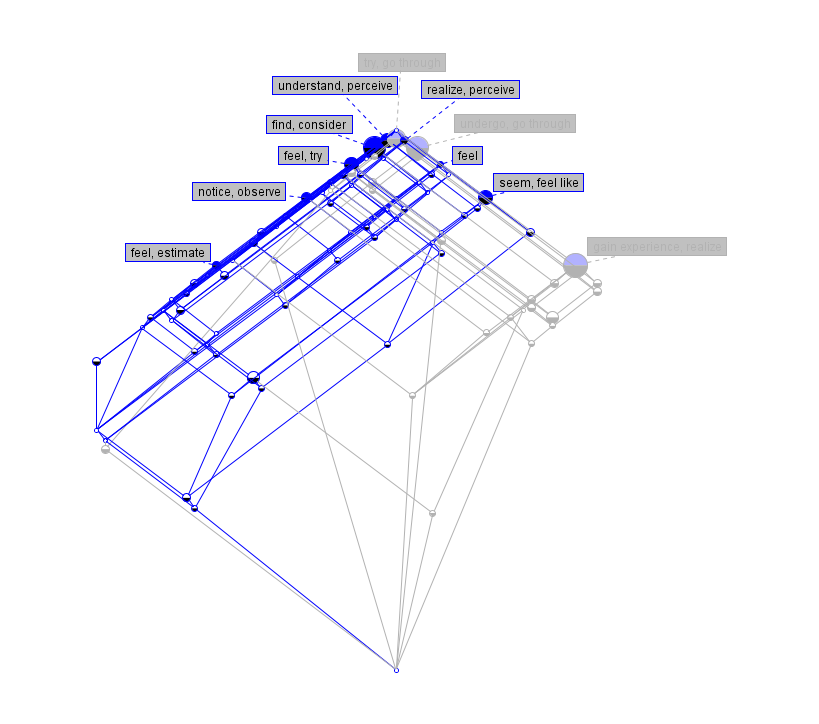 try, go through
understand, perceive
realize, perceive
find, consider
undergo, go through
feel, try
feel
seem, feel like
notice, observe
gain experience, realize
feel, estimate